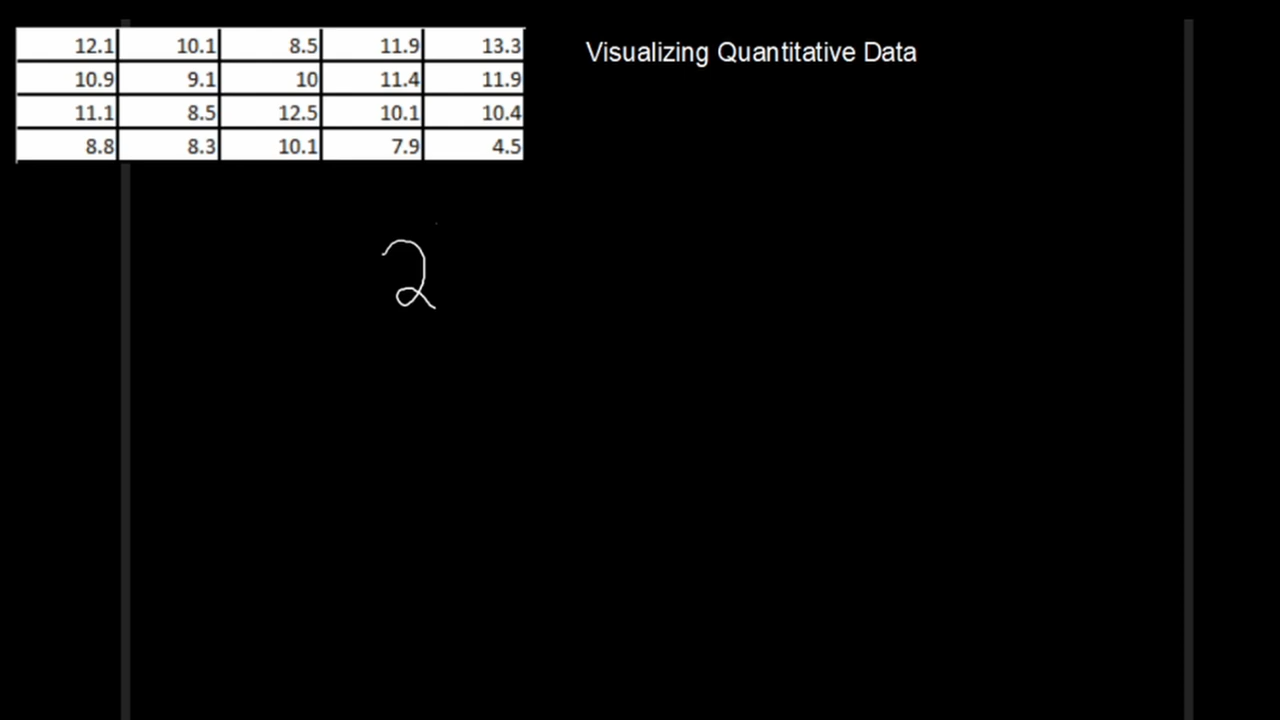 12.1 10.1 8.5 11.9 13.3
10.9 9.1 10 11.4 11.9
11.1 8.5 12.5 10.1 10.4
8.8 8.3 10.1 7.9 4.5
Visualizing Quantitative Data
2